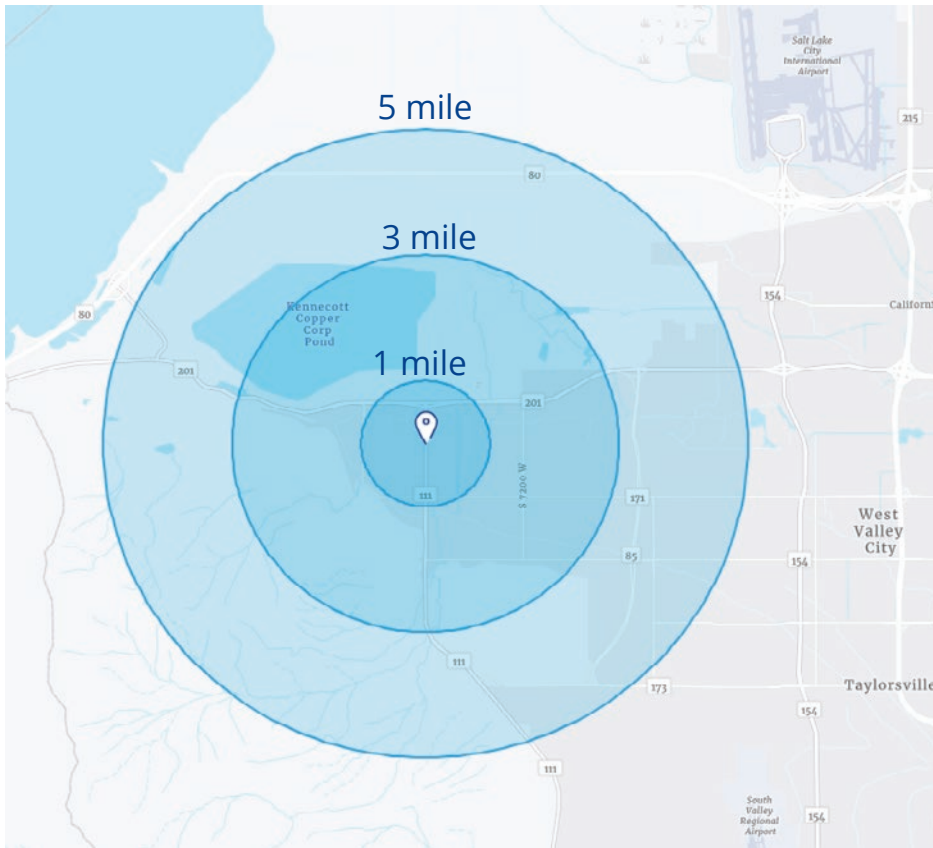 Salt Lake
City
International
Airport
5 mile
215
80
3 mile
154
80
Kennecott
Copper
Corp
Pond
Californ
1 mile
201
201
111
S 7200 W
171
West
Valley
City
85
154
111
173
Taylorsville
154
111
South
Valley
Regional
Airport
154